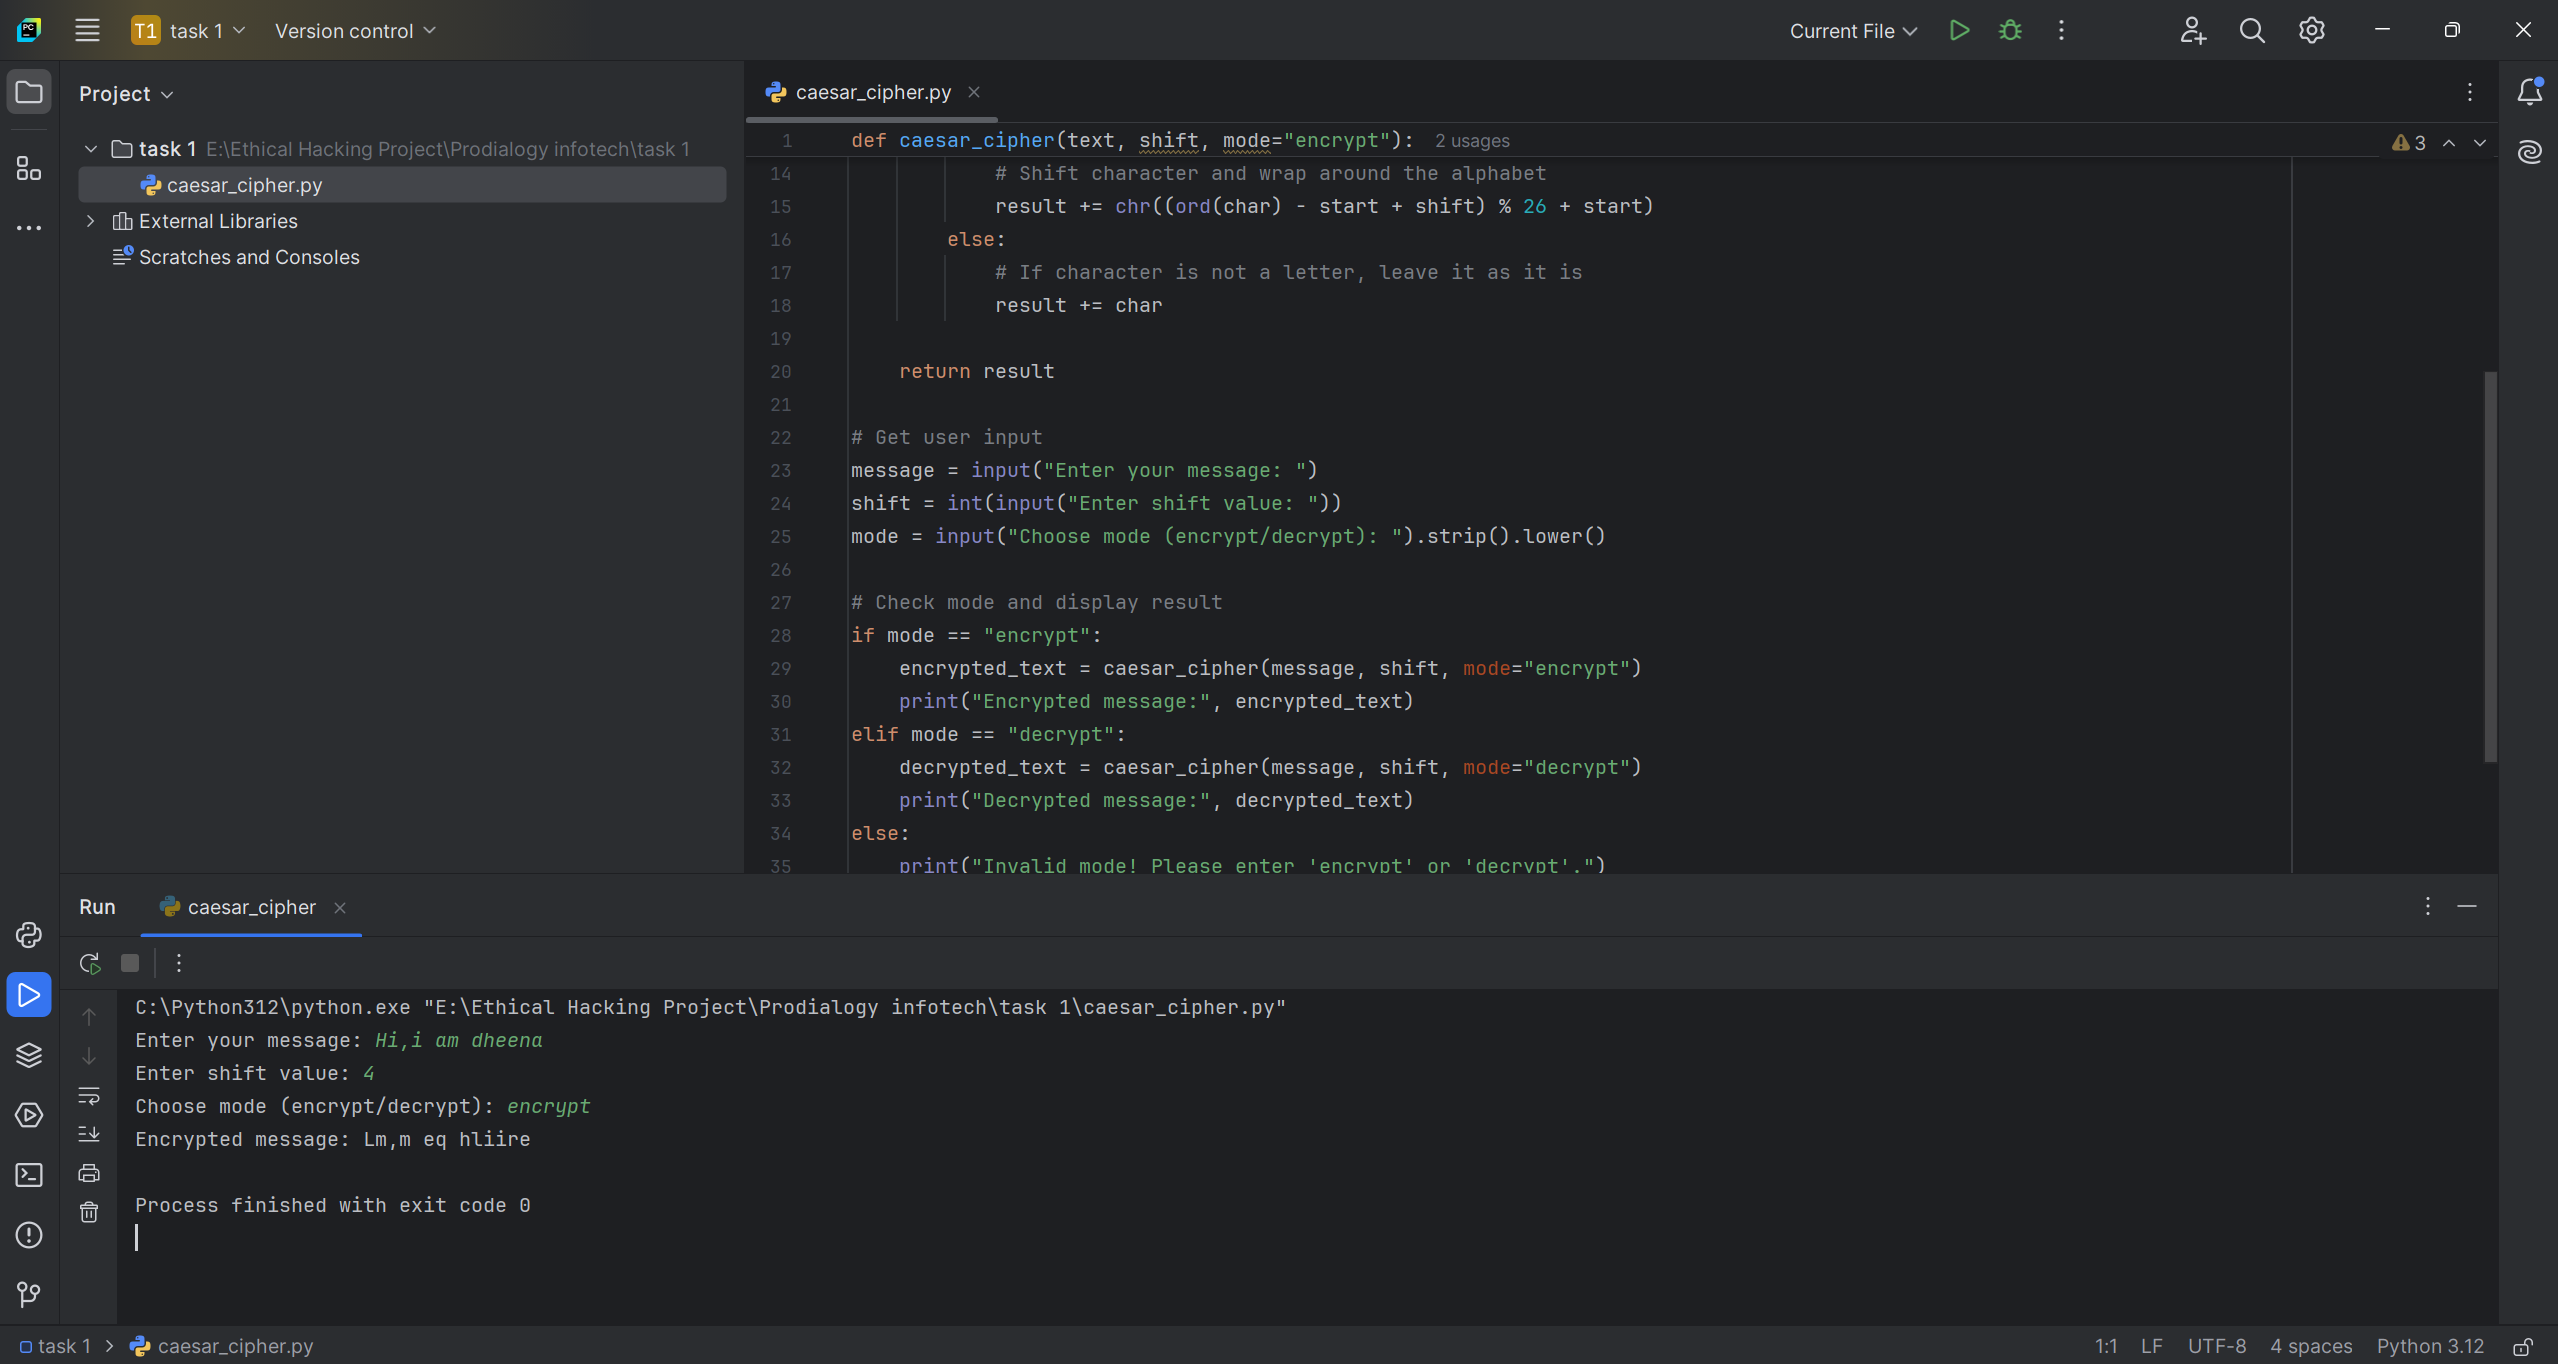 PC
T1 task 1
Version control
Current File
Project
task 1 E:\Ethical Hacking Project\Prodialogy infotech\task 1
caesar_cipher.py
External Libraries
Scratches and Consoles
caesar_cipher.py
1 def caesar_cipher(text, shift, mode="encrypt"): 2 usages
3
14 # Shift character and wrap around the alphabet
15 result += chr((ord(char) - start + shift) % 26 + start)
16 else:
17 # If character is not a letter, leave it as it is
18 result += char
19
20 return result
21
22 # Get user input
23 message = input("Enter your message: ")
24 shift = int(input("Enter shift value: "))
25 mode = input("Choose mode (encrypt/decrypt): ").strip().lower()
26
27 # Check mode and display result
28 if mode == "encrypt":
29 encrypted_text = caesar_cipher(message, shift, mode="encrypt")
30 print("Encrypted message:", encrypted_text)
31 elif mode == "decrypt":
32 decrypted_text = caesar_cipher(message, shift, mode="decrypt")
33 print("Decrypted message:", decrypted_text)
34 else:
35 print("Invalid mode! Please enter 'encrypt' or 'decrypt'.")
Run
caesar_cipher
C:\Python312\python.exe "E:\Ethical Hacking Project\Prodialogy infotech\task 1\caesar_cipher.py"
Enter your message: Hi,i am dheena
Enter shift value: 4
Choose mode (encrypt/decrypt): encrypt
Encrypted message: Lm,m eq hliire
Process finished with exit code 0
task 1 > caesar_cipher.py
1:1 LF UTF-8 4 spaces Python 3.12